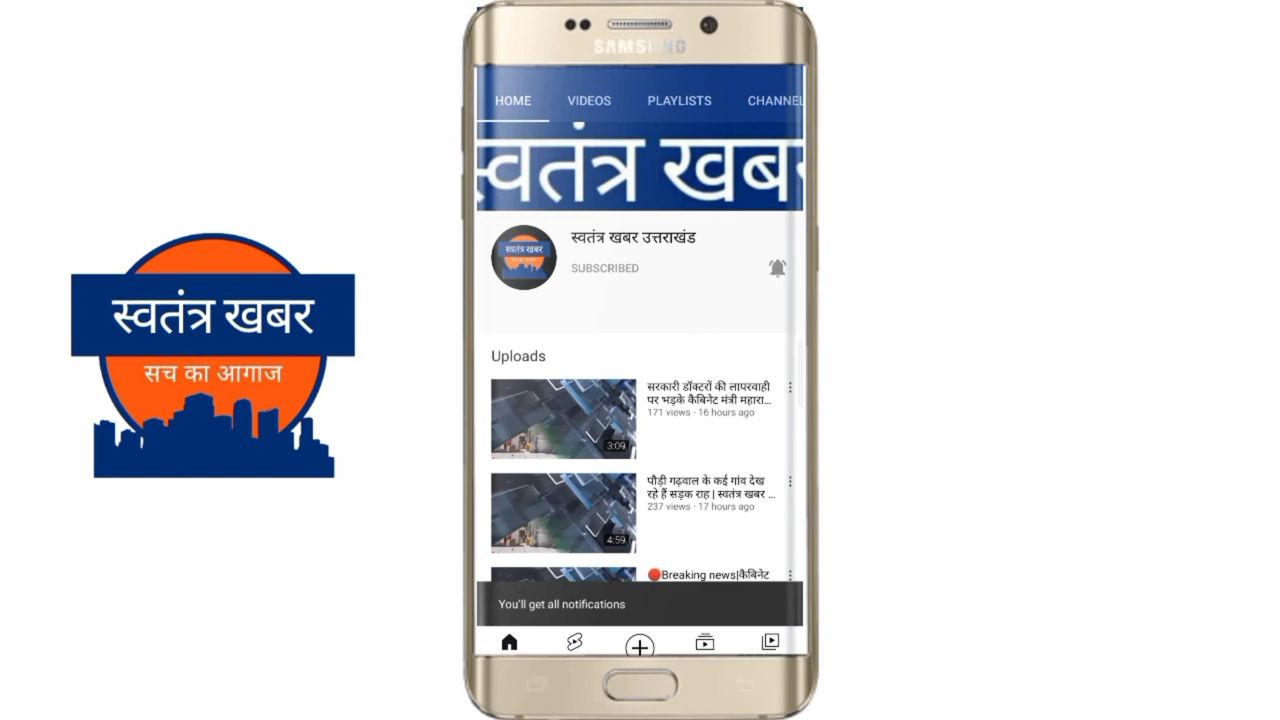 स्वतंत्र खबर
सच का आगाज
SAMSUNG
HOME VIDEOS PLAYLISTS CHANNEL
स्वतंत्र खबर
स्वतंत्र खबर
स्वतंत्र खबर उत्तराखंड
SUBSCRIBED
Uploads
सरकारी डॉक्टरों की लापरवाही
पर भड़के कैबिनेट मंत्री महारा...
171 views · 16 hours ago
3:09
पौड़ी गढ़वाल के कई गांव देख
रहे हैं सड़क राह | स्वतंत्र खबर ...
237 views · 17 hours ago
4:59
🔴Breaking news|कैबिनेट
You'll get all notifications